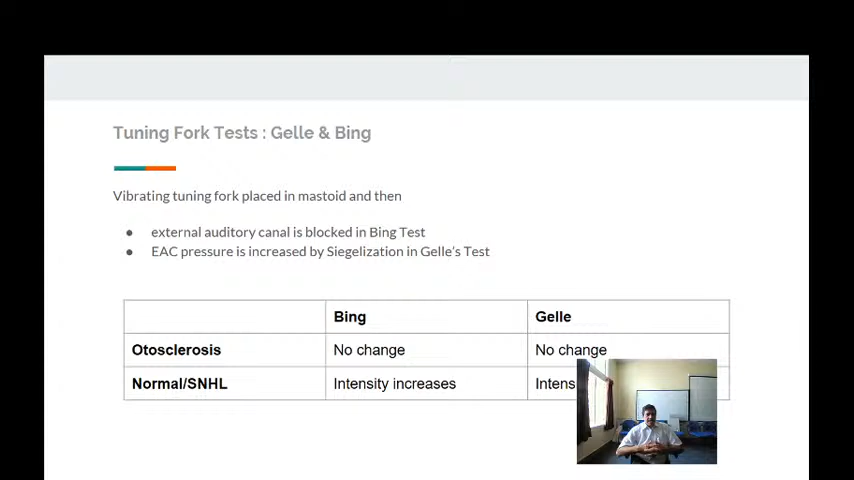 Tuning Fork Tests : Gelle & Bing
Vibrating tuning fork placed in mastoid and then
● external auditory canal is blocked in Bing Test
● EAC pressure is increased by Siegelization in Gelle's Test
Bing Gelle
Otosclerosis No change No change
Normal/SNHL Intensity increases